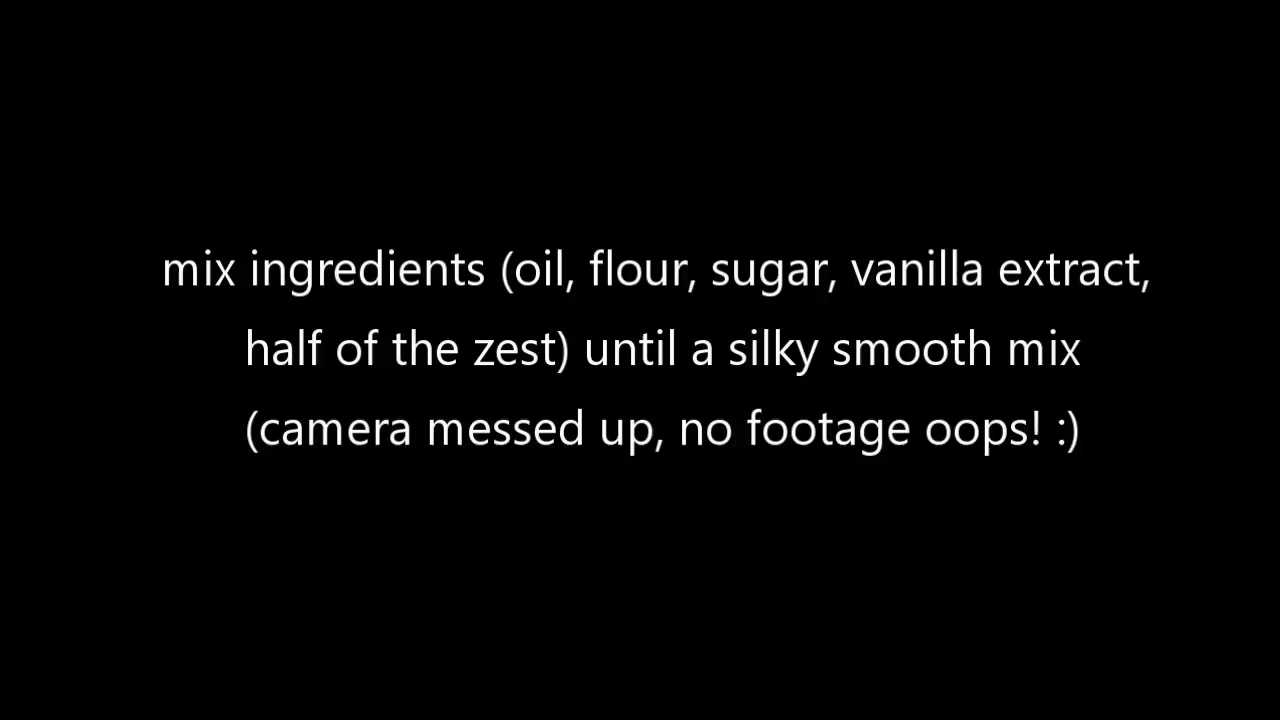 mix ingredients (oil, flour, sugar, vanilla extract,
half of the zest) until a silky smooth mix
(camera messed up, no footage oops! :)